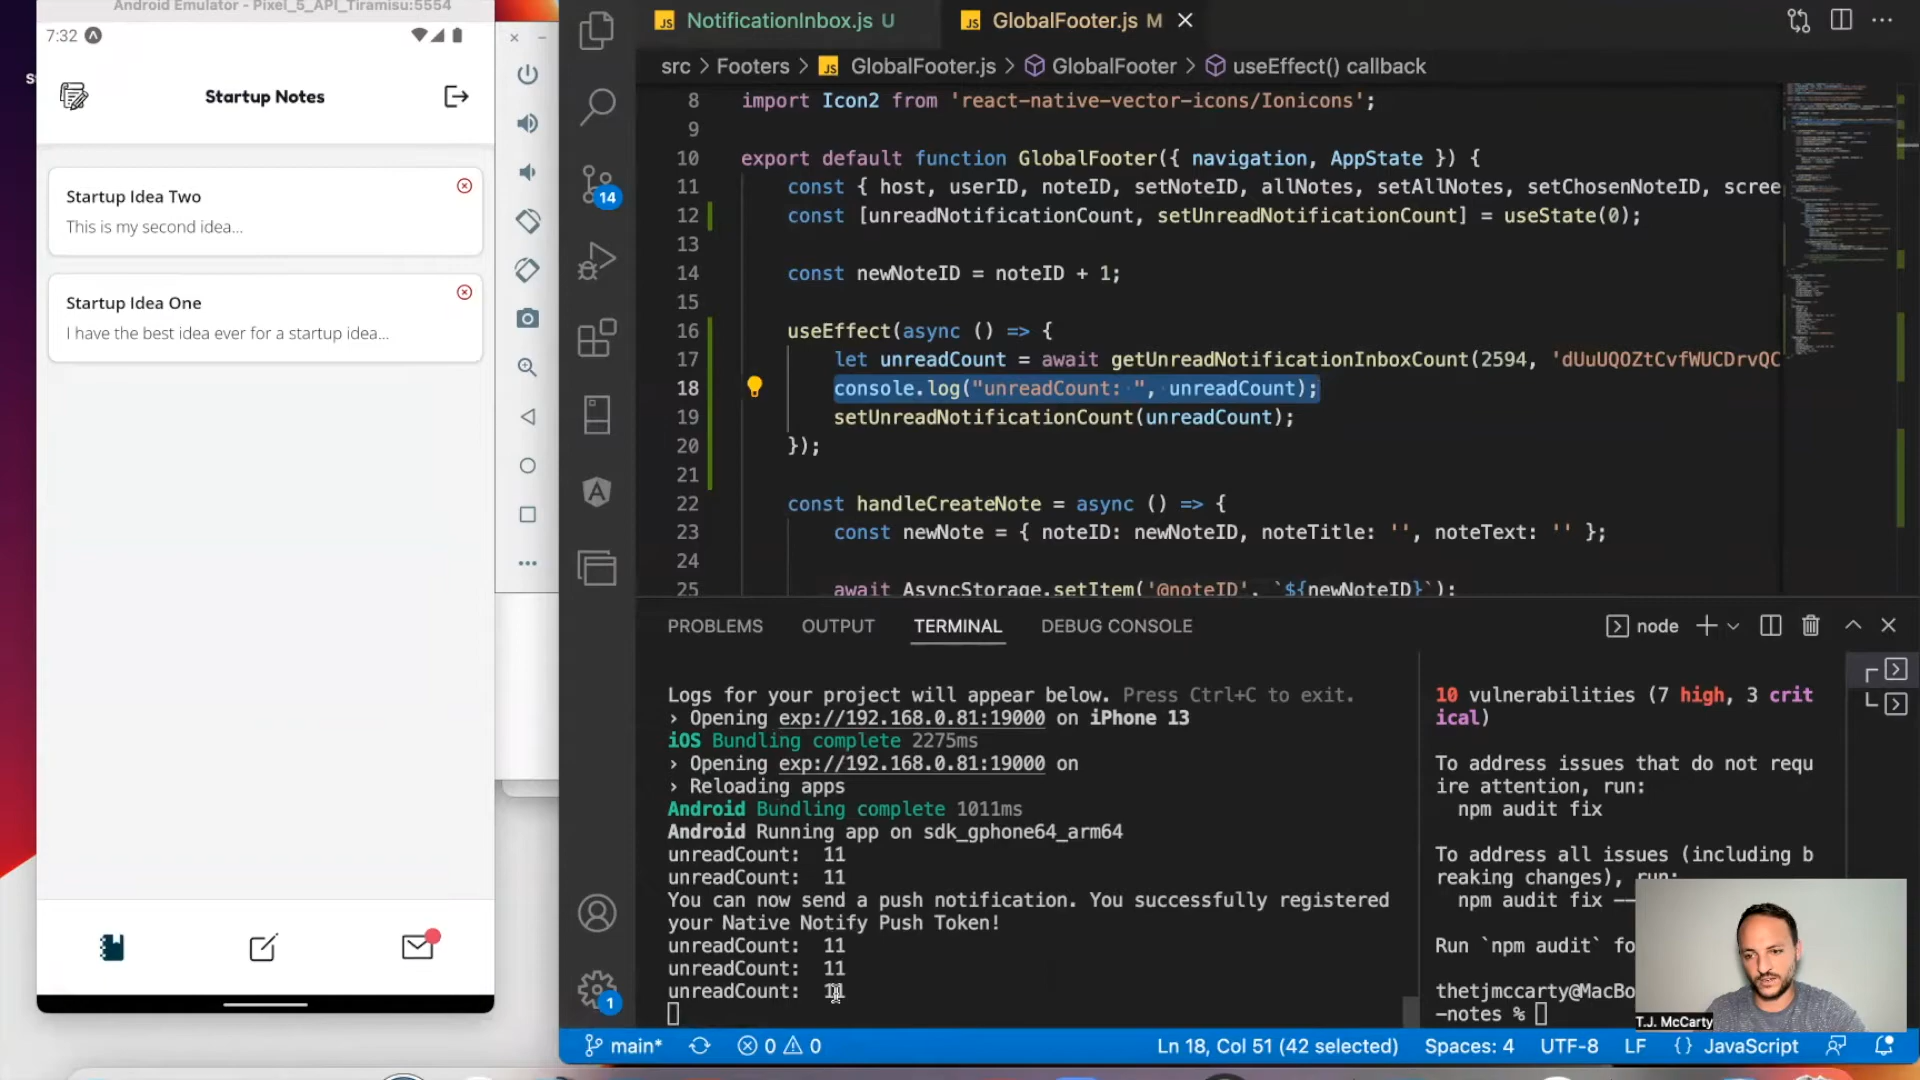 Android Emulator - Pixel_5_API_Tiramisu:5554
7:32
Startup Notes
Startup Idea Two
This is my second idea...
Startup Idea One
I have the best idea ever for a startup idea...
NotificationInbox.js U
GlobalFooter.js M
src > Footers > GlobalFooter.js > GlobalFooter > useEffect() callback
8 import Icon2 from 'react-native-vector-icons/Ionicons';
9
10 export default function GlobalFooter({ navigation, AppState }) {
11 const { host, userID, noteID, setNoteID, allNotes, setAllNotes, setChosenNoteID, scree
12 const [unreadNotificationCount, setUnreadNotificationCount] = useState(0);
13
14 const newNoteID = noteID + 1;
15
16 useEffect(async () => {
17 let unreadCount = await getUnreadNotificationInboxCount(2594, 'dUuUQOZtCvfWUCDrvQC
18 console.log("unreadCount: ", unreadCount);
19 setUnreadNotificationCount(unreadCount);
20 });
21
22 const handleCreateNote = async () => {
23 const newNote = { noteID: newNoteID, noteTitle: '', noteText: '' };
24
25 await AsyncStorage.setItem('@noteID', `${newNoteID}`);
14
1
PROBLEMS OUTPUT TERMINAL DEBUG CONSOLE
node
Logs for your project will appear below. Press Ctrl+C to exit.
› Opening exp://192.168.0.81:19000 on iPhone 13
iOS Bundling complete 2275ms
› Opening exp://192.168.0.81:19000 on
› Reloading apps
Android Bundling complete 1011ms
Android Running app on sdk_gphone64_arm64
unreadCount: 11
unreadCount: 11
You can now send a push notification. You successfully registered
your Native Notify Push Token!
unreadCount: 11
unreadCount: 11
unreadCount: 11
10 vulnerabilities (7 high, 3 crit
ical)
To address issues that do not requ
ire attention, run:
npm audit fix
To address all issues (including b
reaking changes), run:
npm audit fix --
Run `npm audit` fo
thetjmccarty@MacBo
-notes %
T.J. McCarty
main* 0 0
Ln 18, Col 51 (42 selected) Spaces: 4 UTF-8 LF {} JavaScript